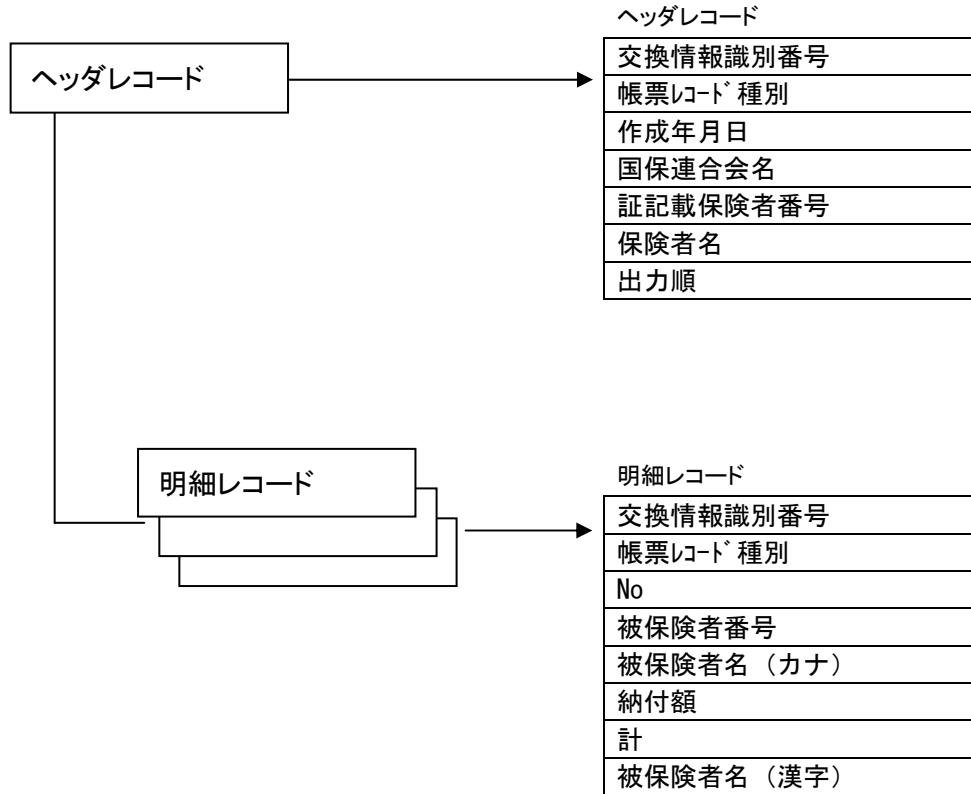 ヘッダレコード
ヘッダレコード
交換情報識別番号
帳票ﾚｺｰﾄﾞ種別
作成年月日
国保連合会名
証記載保険者番号
保険者名
出力順
明細レコード
明細レコード
交換情報識別番号
帳票ﾚｺｰﾄﾞ種別
No
被保険者番号
被保険者名（カナ）
納付額
計
被保険者名（漢字）